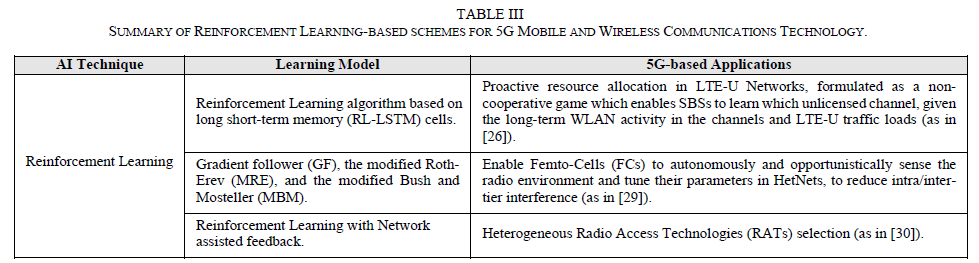 TABLE III
SUMMARY OF REINFORCEMENT LEARNING-BASED SCHEMES FOR 5G MOBILE AND WIRELESS COMMUNICATIONS TECHNOLOGY.
AI Technique
Learning Model
5G-based Applications
Reinforcement Learning
Reinforcement Learning algorithm based on
long short-term memory (RL-LSTM) cells.
Proactive resource allocation in LTE-U Networks, formulated as a non-
cooperative game which enables SBSs to learn which unlicensed channel, given
the long-term WLAN activity in the channels and LTE-U traffic loads (as in
[26]).
Gradient follower (GF), the modified Roth-
Erev (MRE), and the modified Bush and
Mosteller (MBM).
Enable Femto-Cells (FCs) to autonomously and opportunistically sense the
radio environment and tune their parameters in HetNets, to reduce intra/inter-
tier interference (as in [29]).
Reinforcement Learning with Network
assisted feedback.
Heterogeneous Radio Access Technologies (RATs) selection (as in [30]).